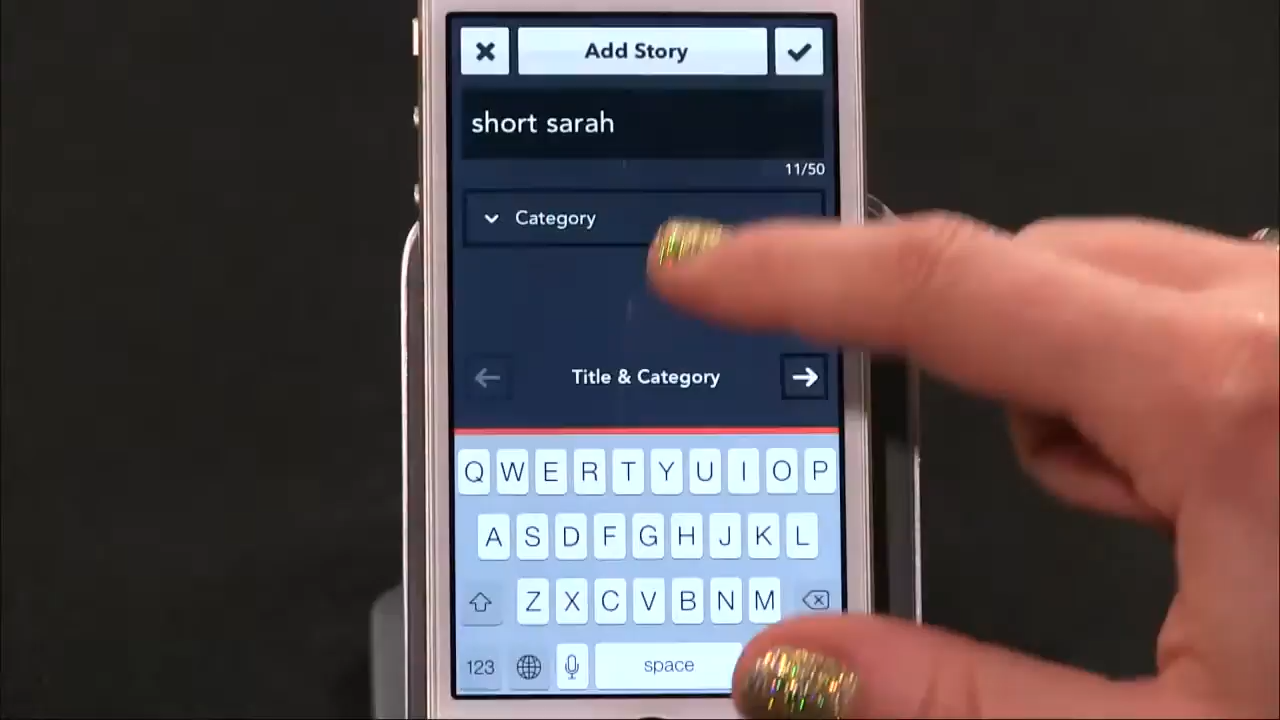 Add Story
short sarah
11/50
Category
Title & Category
Q W E R T Y U I O P
A S D F G H J K L
Z X C V B N M
123 space